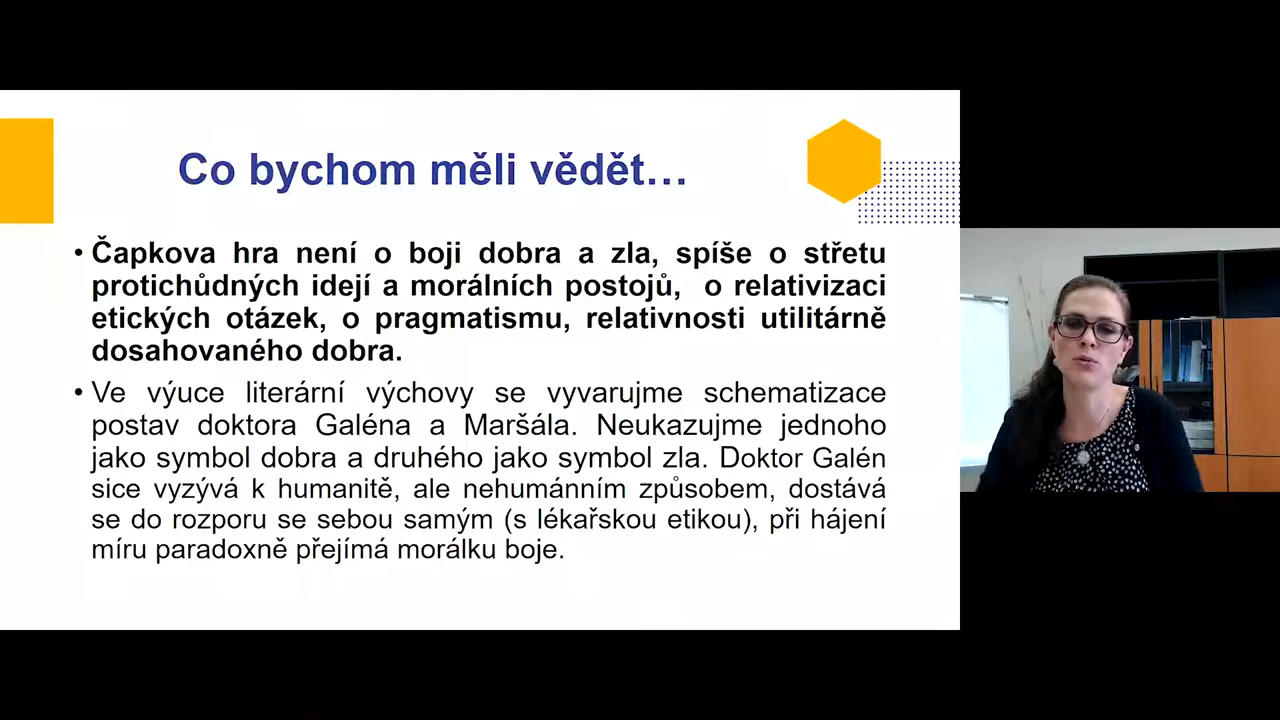 Co bychom měli vědět…
• Čapkova hra není o boji dobra a zla, spíše o střetu
protichůdných idejí a morálních postojů, o relativizaci
etických otázek, o pragmatismu, relativnosti utilitárně
dosahovaného dobra.
• Ve výuce literární výchovy se vyvarujme schematizace
postav doktora Galéna a Maršála. Neukazujme jednoho
jako symbol dobra a druhého jako symbol zla. Doktor Galén
sice vyzývá k humanitě, ale nehumánním způsobem, dostává
se do rozporu se sebou samým (s lékařskou etikou), při hájení
míru paradoxně přejímá morálku boje.